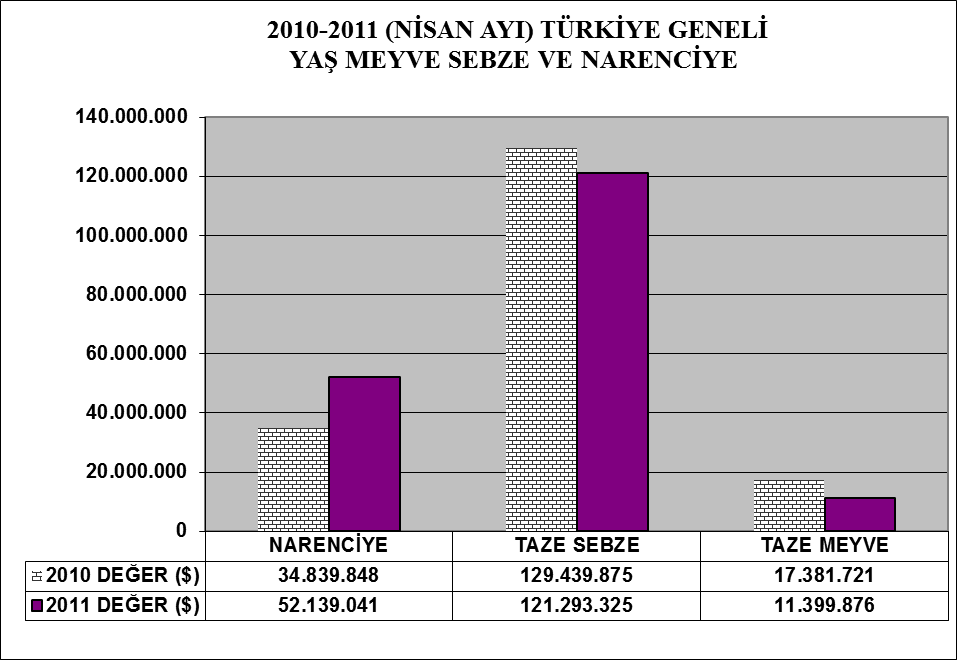 2010-2011 (NİSAN AYI) TÜRKİYE GENELİ
YAŞ MEYVE SEBZE VE NARENCİYE
140.000.000
120.000.000
100.000.000
80.000.000
60.000.000
40.000.000
20.000.000
0
NARENCİYE TAZE SEBZE TAZE MEYVE
2010 DEĞER ($) 34.839.848 129.439.875 17.381.721
2011 DEĞER ($) 52.139.041 121.293.325 11.399.876